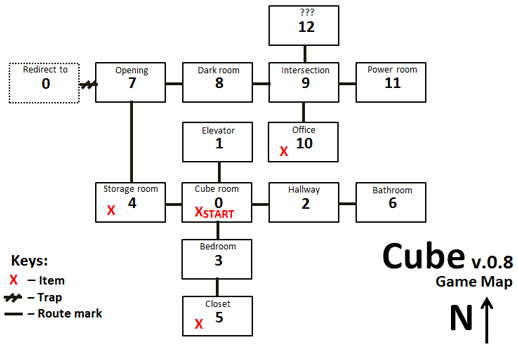 ???
12
Redirect to
0
Opening
7
Dark room
8
Intersection
9
Power room
11
Elevator
1
Office
X 10
Storage room
X 4
Cube room
0
XSTART
Hallway
2
Bathroom
6
Bedroom
3
Closet
X 5
Keys:
X – Item
– Trap
– Route mark
Cube v.0.8
Game Map
N